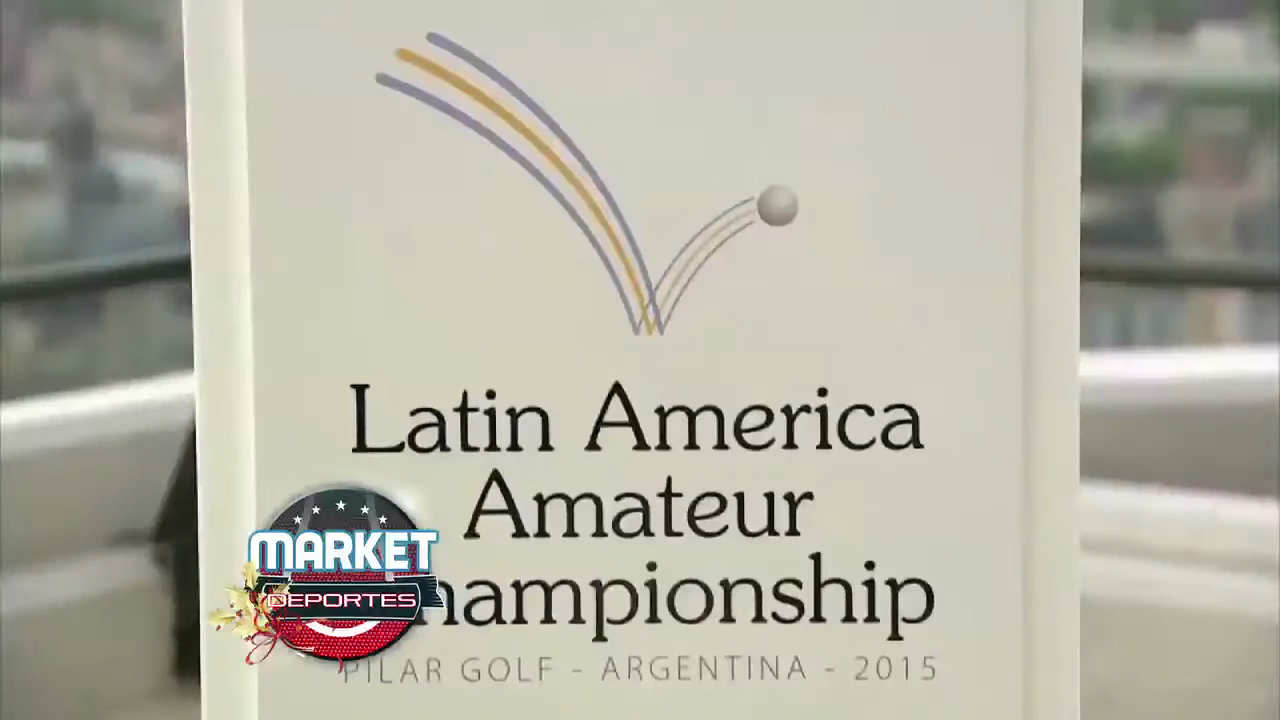 Latin America
Amateur
hampionship
PILAR GOLF - ARGENTINA - 2015
MARKET
DEPORTES